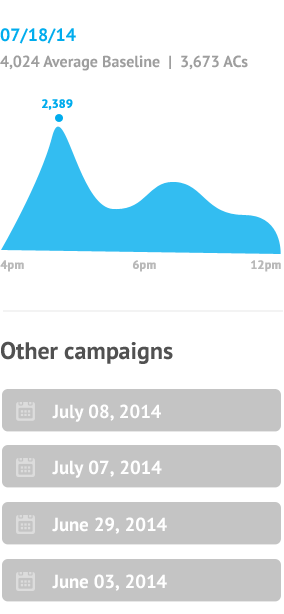 07/18/14
4,024 Average Baseline | 3,673 ACs
2,389
4pm 6pm 12pm
Other campaigns
July 08, 2014
July 07, 2014
June 29, 2014
June 03, 2014